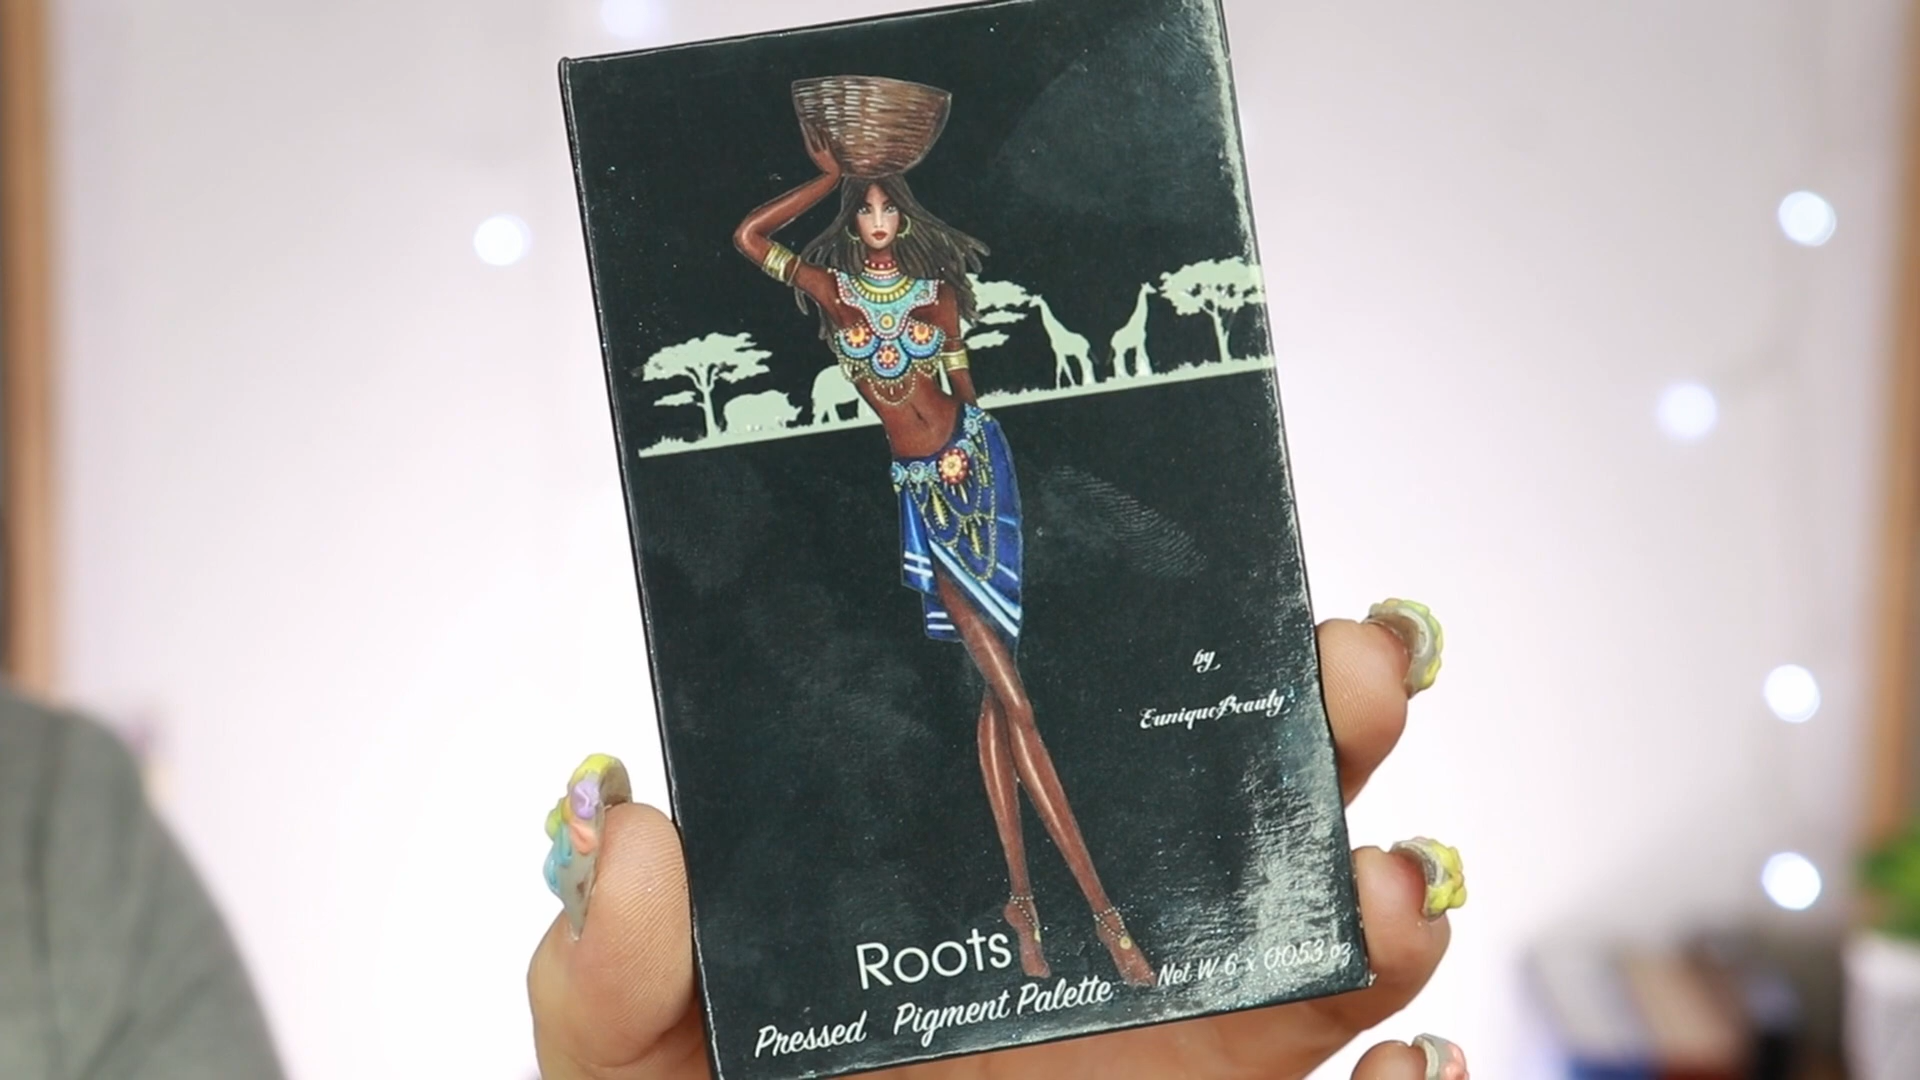 by
EuniqueBeauty
Roots
Pressed Pigment Palette
Net W 6 x 0.053 oz